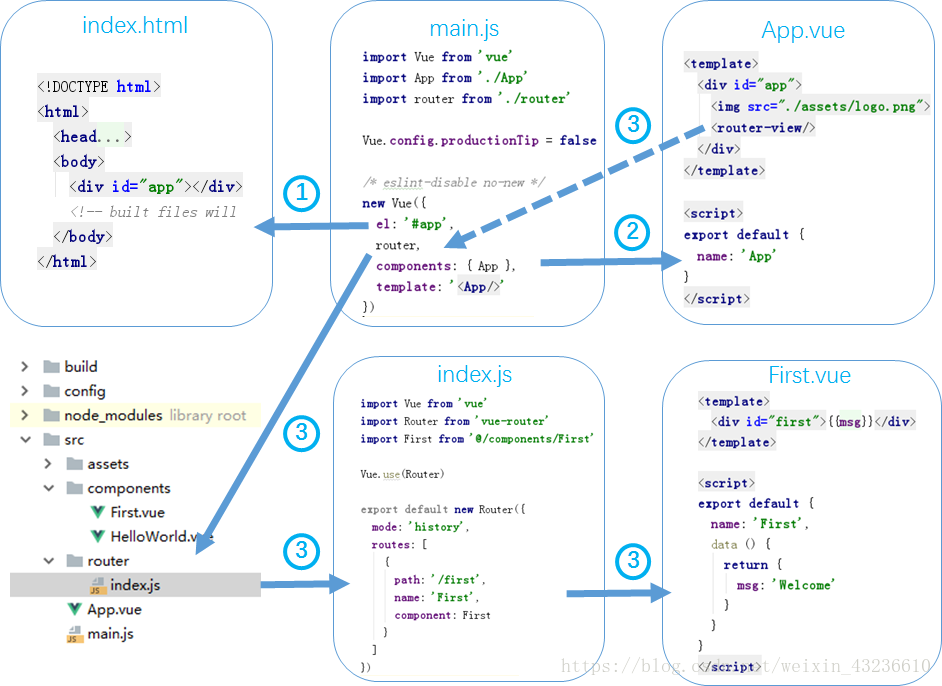 index.html
<!DOCTYPE html>
<html>
<head...>
<body>
<div id="app"></div>
<!-- built files will
</body>
</html>
1
main.js
import Vue from 'vue'
import App from './App'
import router from './router'
Vue.config.productionTip = false
/* eslint-disable no-new */
new Vue({
el: '#app',
router,
components: { App },
template: '<App/>'
})
3
2
App.vue
<template>
<div id="app">
<img src="./assets/logo.png">
<router-view/>
</div>
</template>
<script>
export default {
name: 'App'
}
</script>
build
config
node_modules library root
src
assets
components
First.vue
HelloWorld.vue
router
index.js
App.vue
main.js
3
3
index.js
import Vue from 'vue'
import Router from 'vue-router'
import First from '@/components/First'
Vue.use(Router)
export default new Router({
mode: 'history',
routes: [
{
path: '/first',
name: 'First',
component: First
}
]
})
3
First.vue
<template>
<div id="first">{{msg}}</div>
</template>
<script>
export default {
name: 'First',
data () {
return {
msg: 'Welcome'
}
}
}
</script>
https://blog.csdn.net/weixin_43236610